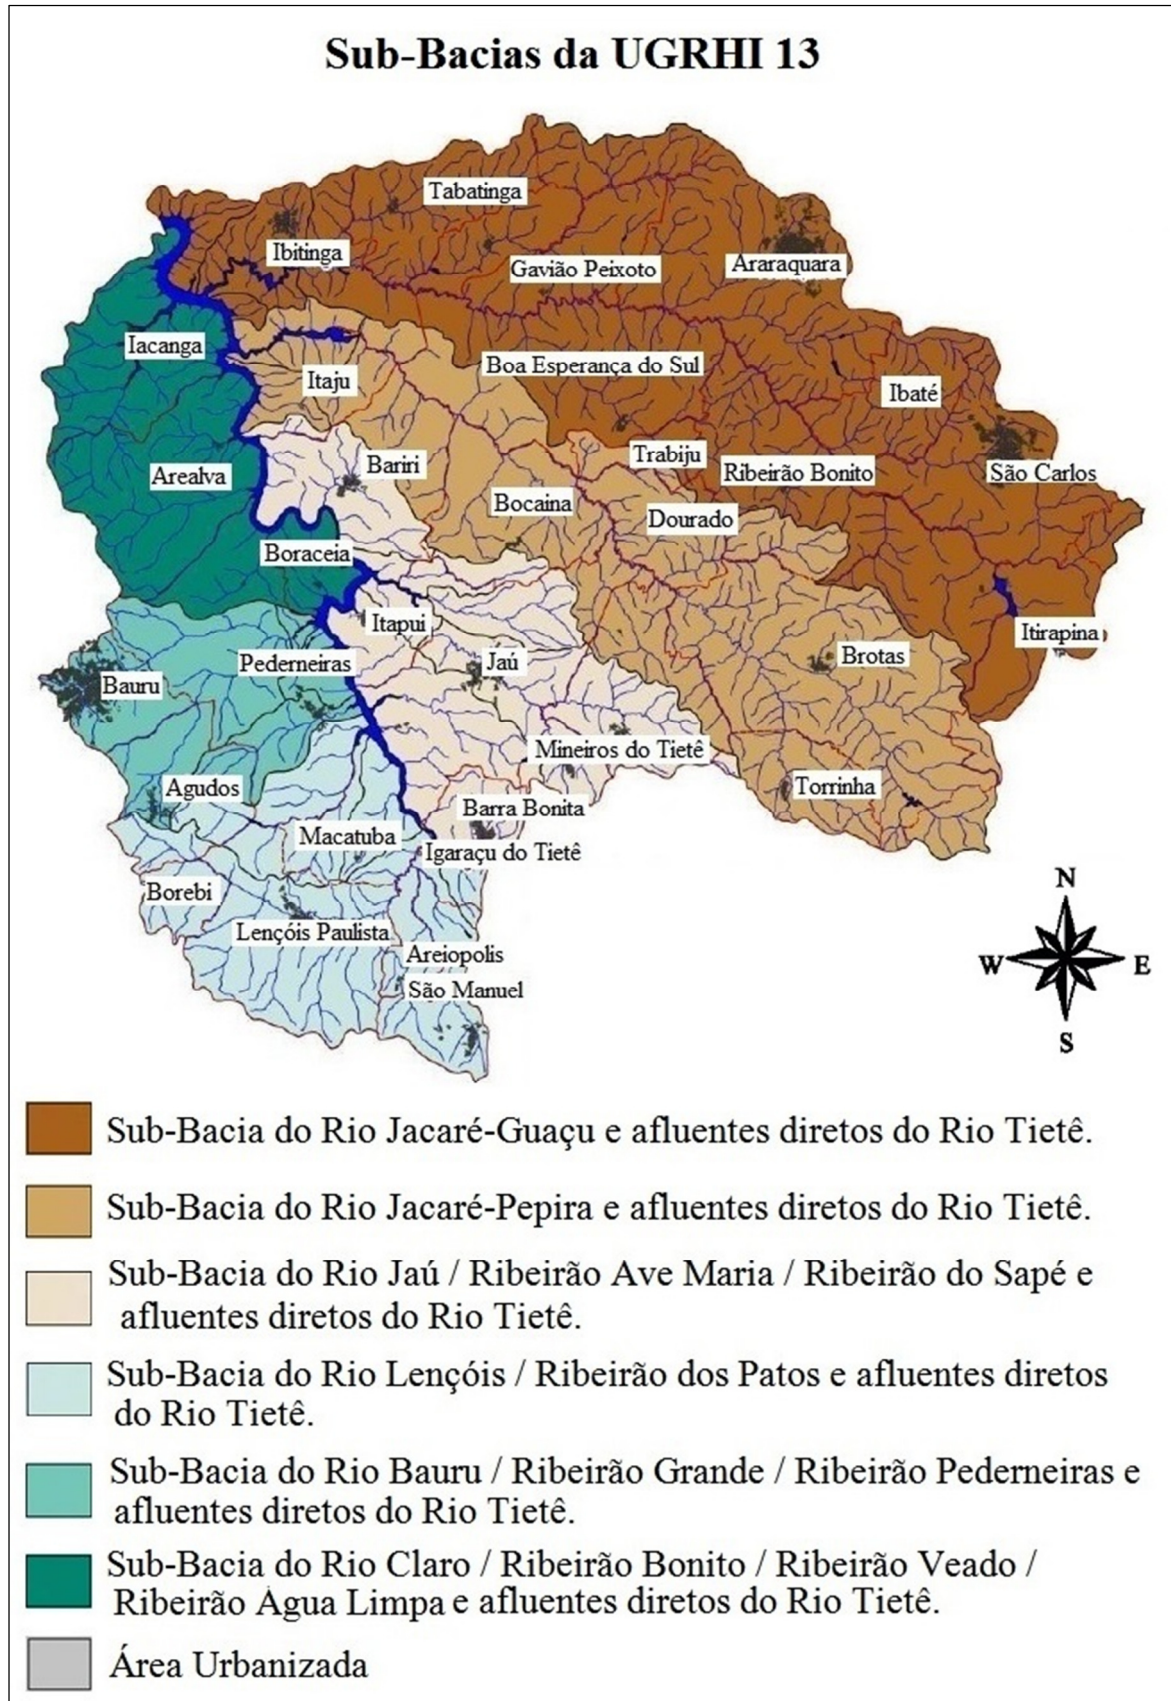 Sub-Bacias da UGRHI 13
Tabatinga
Ibitinga
Gavião Peixoto
Araraquara
Iacanga
Itaju
Boa Esperança do Sul
Ibaté
Trabiju
Bariri
Arealva
Ribeirão Bonito
São Carlos
Bocaina
Dourado
Boraceia
Itapui
Itirapina
Pederneiras
Jaú
Brotas
Bauru
Mineiros do Tietê
Agudos
Torrinha
Barra Bonita
Macatuba
Igaraçu do Tietê
Borebi
Lençóis Paulista
Areiopolis
São Manuel
N
W
E
S
Sub-Bacia do Rio Jacaré-Guaçu e afluentes diretos do Rio Tietê.
Sub-Bacia do Rio Jacaré-Pepira e afluentes diretos do Rio Tietê.
Sub-Bacia do Rio Jaú / Ribeirão Ave Maria / Ribeirão do Sapé e
afluentes diretos do Rio Tietê.
Sub-Bacia do Rio Lençóis / Ribeirão dos Patos e afluentes diretos
do Rio Tietê.
Sub-Bacia do Rio Bauru / Ribeirão Grande / Ribeirão Pederneiras e
afluentes diretos do Rio Tietê.
Sub-Bacia do Rio Claro / Ribeirão Bonito / Ribeirão Veado /
Ribeirão Água Limpa e afluentes diretos do Rio Tietê.
Área Urbanizada